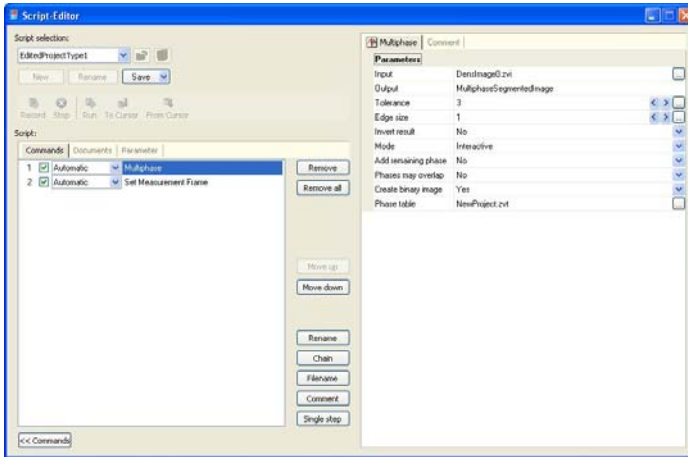 Script-Editor
Script selection:
EditedProjectType1
New Rename Save
Record Stop Run To Cursor From Cursor
Script:
Commands Documents Parameter
1 Automatic Multiphase
2 Automatic Set Measurement Frame
Remove
Remove all
Move up
Move down
Rename
Chain
Filename
Comment
Single step
<< Commands
Multiphase Comment
Parameters
Input DensImage0.zvi ...
Output MultiphaseSegmentedImage
Tolerance 3 < > ...
Edge size 1 < > ...
Invert result No
Mode Interactive
Add remaining phase No
Phases may overlap No
Create binary image Yes
Phase table NewProject.zvt ...